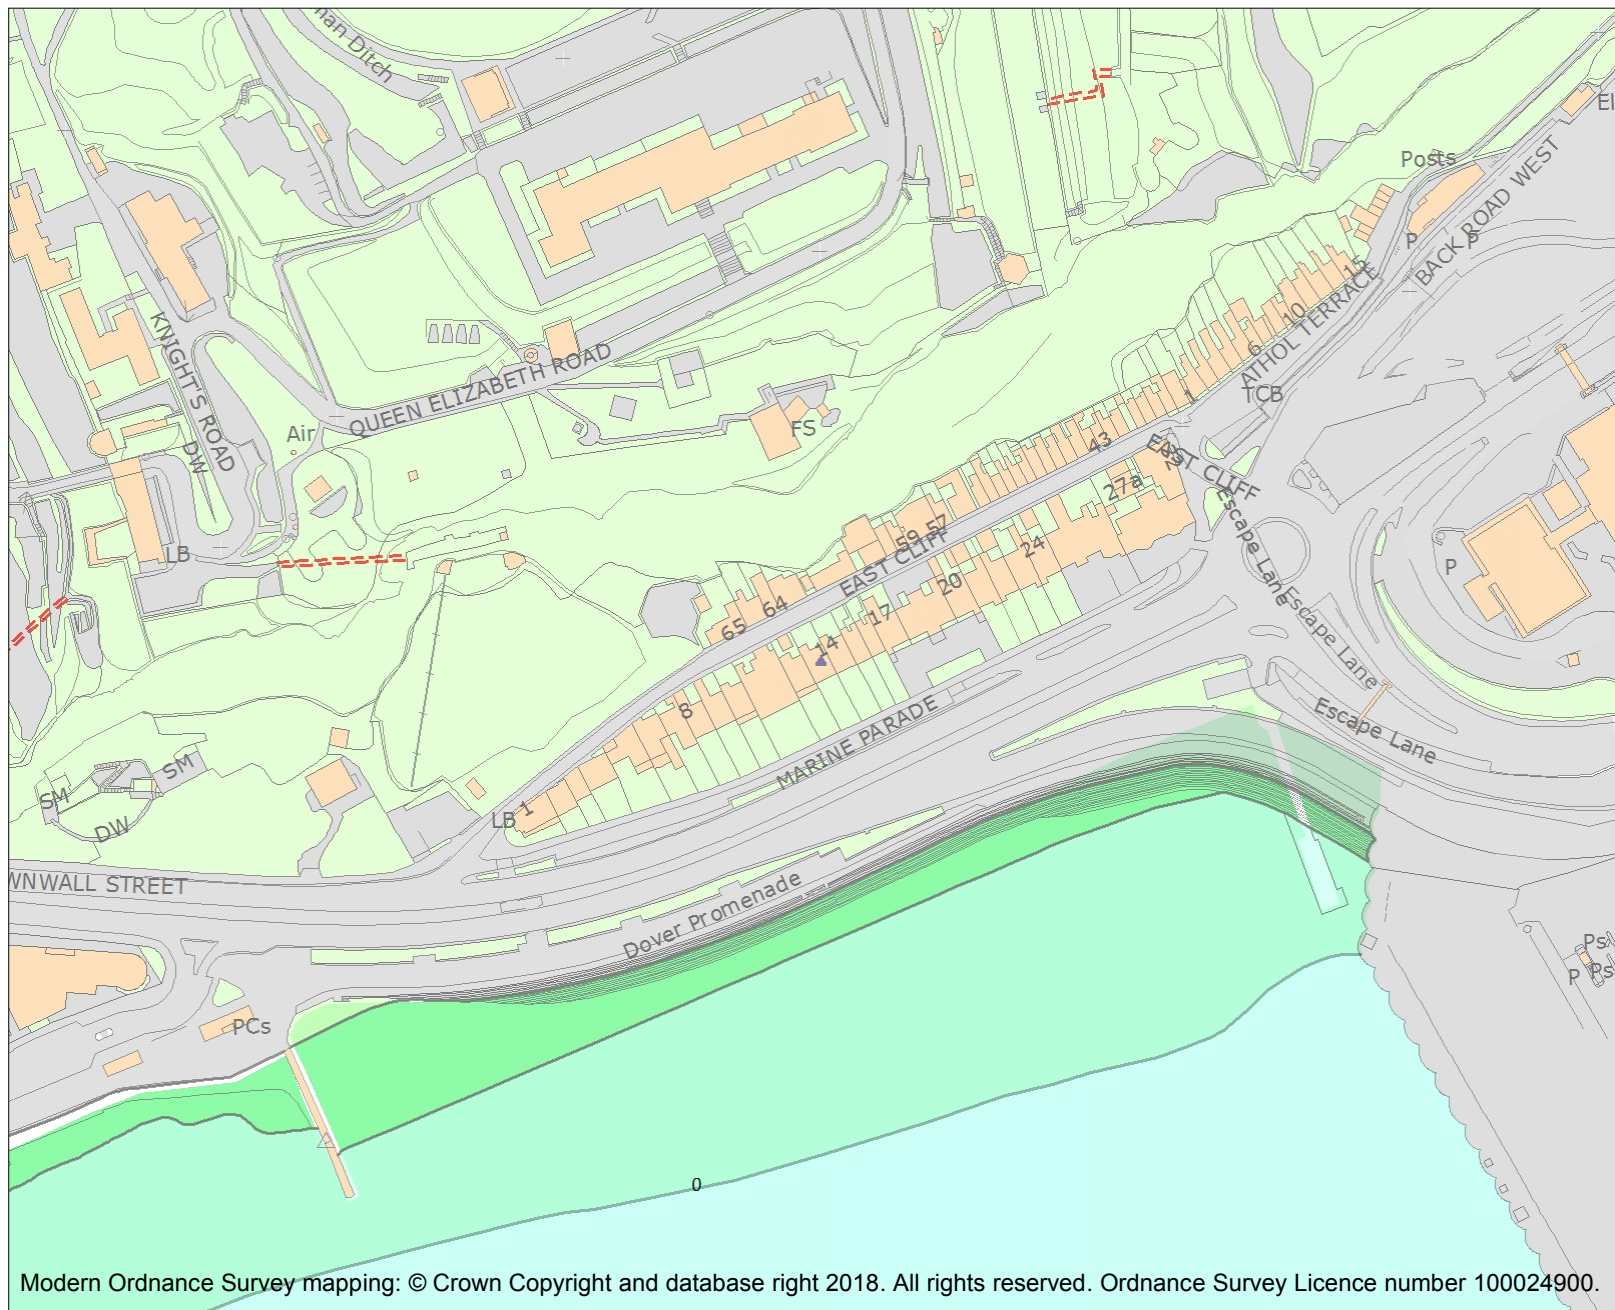 man Ditch
El
Posts
BACK ROAD WEST
P
P
15
KNIGHT'S ROAD
10
ATHOL TERRACE
6
QUEEN ELIZABETH ROAD
TCB
1
Air
FS
43
EAST CLIFF
DW
27a
Escape Lane
59
57
LB
24
EAST CLIFF
P
20
Escape Lane
64
17
65
14
8
MARINE PARADE
Escape Lane
SM
SM
1
LB
DW
WNWALL STREET
Dover Promenade
Ps
P
Ps
PCs
0
Modern Ordnance Survey mapping: © Crown Copyright and database right 2018. All rights reserved. Ordnance Survey Licence number 100024900.